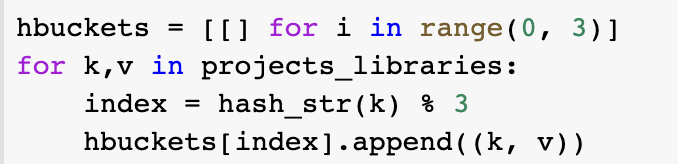 hbuckets = [[] for i in range(0, 3)]
for k,v in projects_libraries:
    index = hash_str(k) % 3
    hbuckets[index].append((k, v))